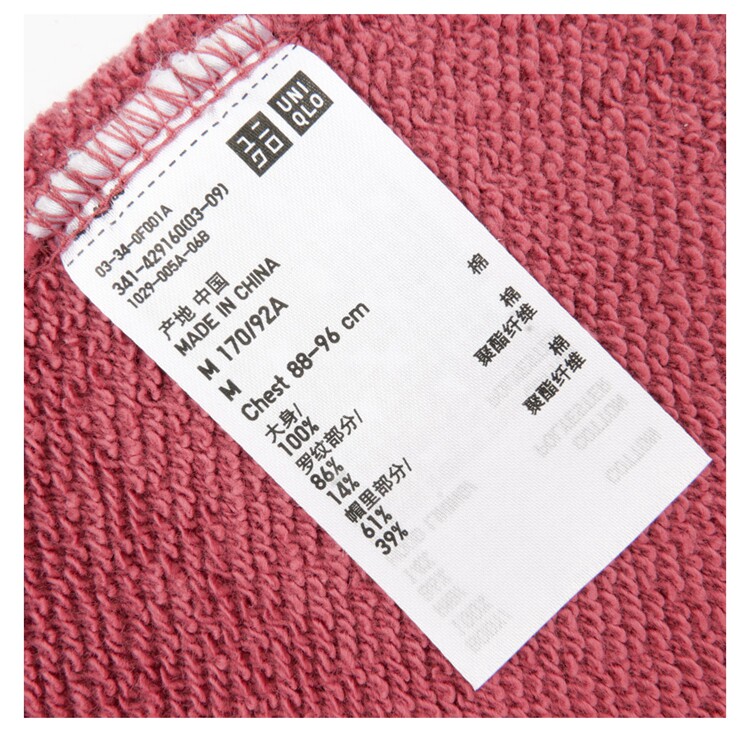 ユニ
クロ
UNI
QLO
03-34-0F001A
341-429160(03-09)
1029-005A-06B
产地 中国
MADE IN CHINA
M 170/92A
M
Chest 88-96 cm
大身/
100% 棉
罗纹部分/
86% 棉
14% 聚酯纤维
帽里部分/
61% 棉
39% 聚酯纤维